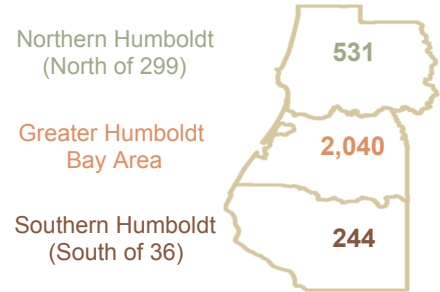 Northern Humboldt
(North of 299)
531
Greater Humboldt
Bay Area
2,040
Southern Humboldt
(South of 36)
244